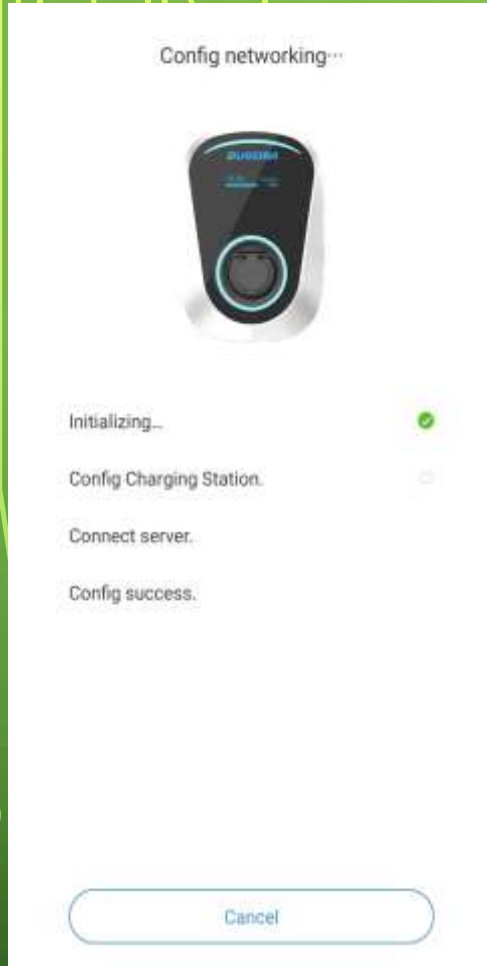 Config networking···
Initializing...
Config Charging Station.
Connect server.
Config success.
Cancel